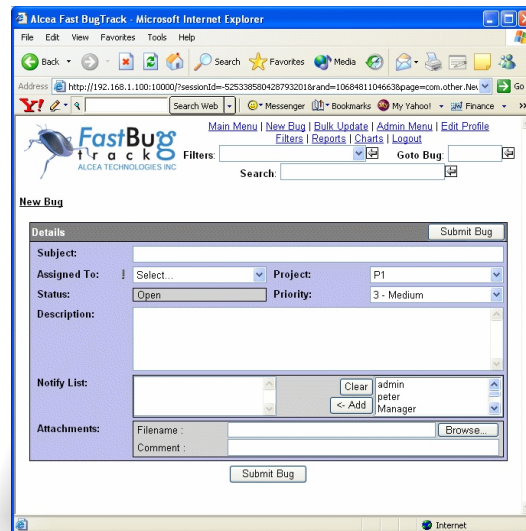 Alcea Fast BugTrack - Microsoft Internet Explorer
File Edit View Favorites Tools Help
Back Search Favorites Media
Address http://192.168.1.100:10000/?sessionId=-5253385804287932018&rand=1068481104663&page=com.other.Nev Go
Y! Search Web Messenger Bookmarks My Yahoo! Finance
Main Menu | New Bug | Bulk Update | Admin Menu | Edit Profile
Filters | Reports | Charts | Logout
FastBug
track
ALCEA TECHNOLOGIES INC.
Filters: Goto Bug:
Search:
New Bug
Details Submit Bug
Subject:
Assigned To: ! Select... Project: P1
Status: Open Priority: 3 - Medium
Description:
Notify List: Clear admin
peter
<- Add Manager
Attachments: Filename : Browse...
Comment :
Submit Bug
Internet